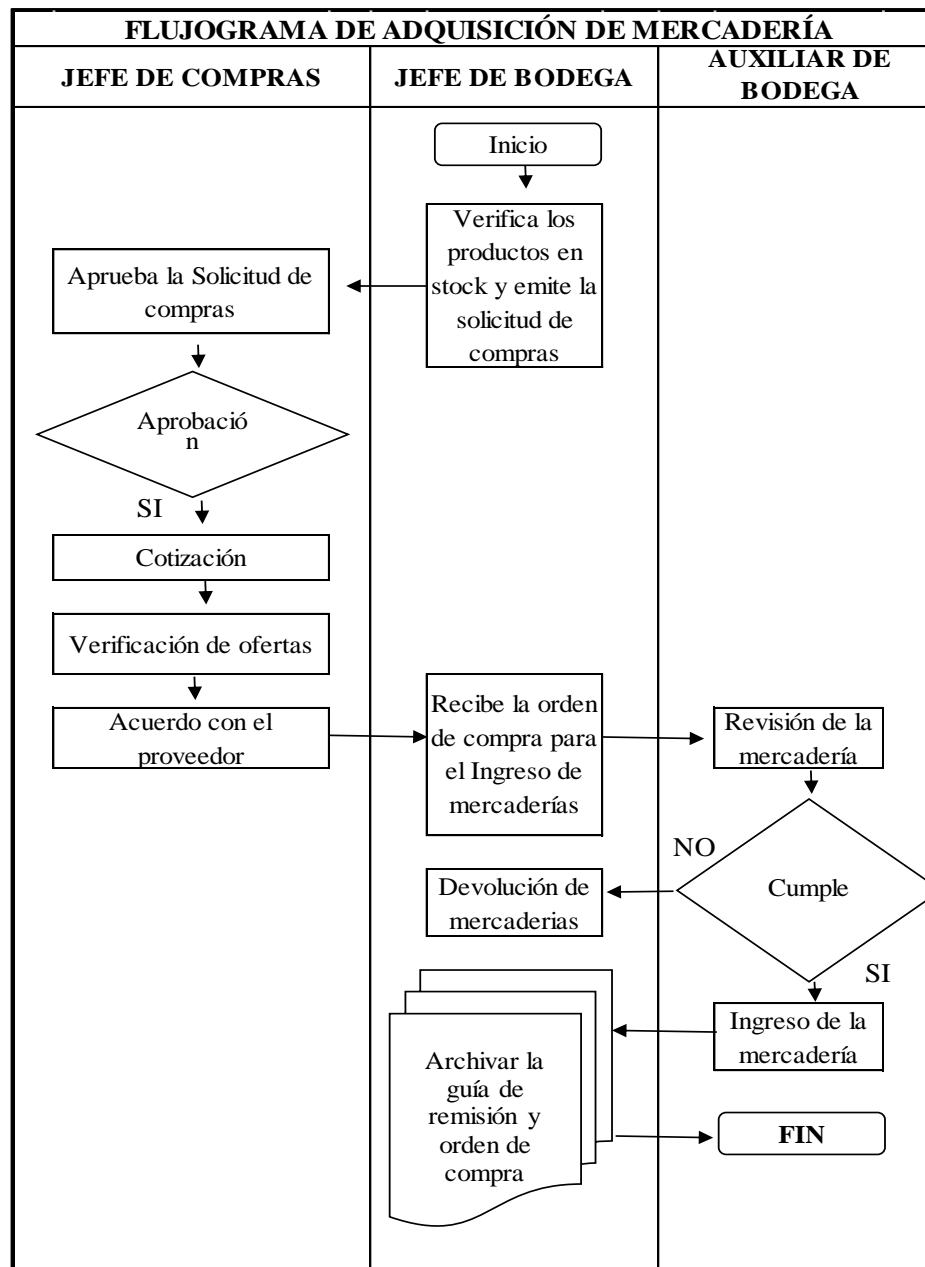 FLUJOGRAMA DE ADQUISICIÓN DE MERCADERÍA
JEFE DE COMPRAS
JEFE DE BODEGA
AUXILIAR DE
BODEGA
Inicio
Verifica los
productos en
stock y emite la
solicitud de
compras
Aprueba la Solicitud de
compras
Aprobació
n
SI
Cotización
Verificación de ofertas
Acuerdo con el
proveedor
Recibe la orden
de compra para
el Ingreso de
mercaderías
Revisión de la
mercadería
NO
Cumple
Devolución de
mercaderias
SI
Ingreso de la
mercadería
Archivar la
guía de
remisión y
orden de
compra
FIN